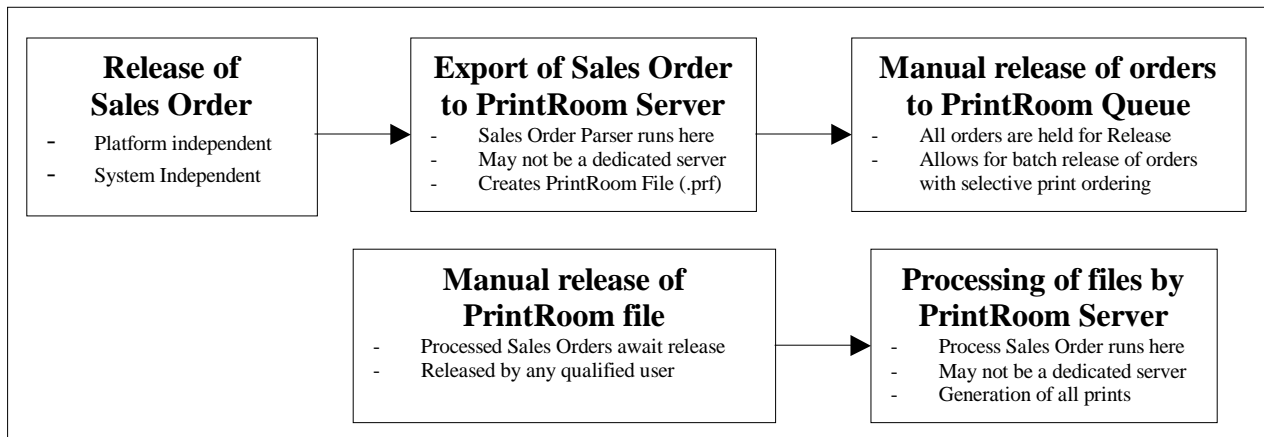 Release of
Sales Order
- Platform independent
- System Independent
Export of Sales Order
to PrintRoom Server
- Sales Order Parser runs here
- May not be a dedicated server
- Creates PrintRoom File (.prf)
Manual release of orders
to PrintRoom Queue
- All orders are held for Release
- Allows for batch release of orders
with selective print ordering
Manual release of
PrintRoom file
- Processed Sales Orders await release
- Released by any qualified user
Processing of files by
PrintRoom Server
- Process Sales Order runs here
- May not be a dedicated server
- Generation of all prints